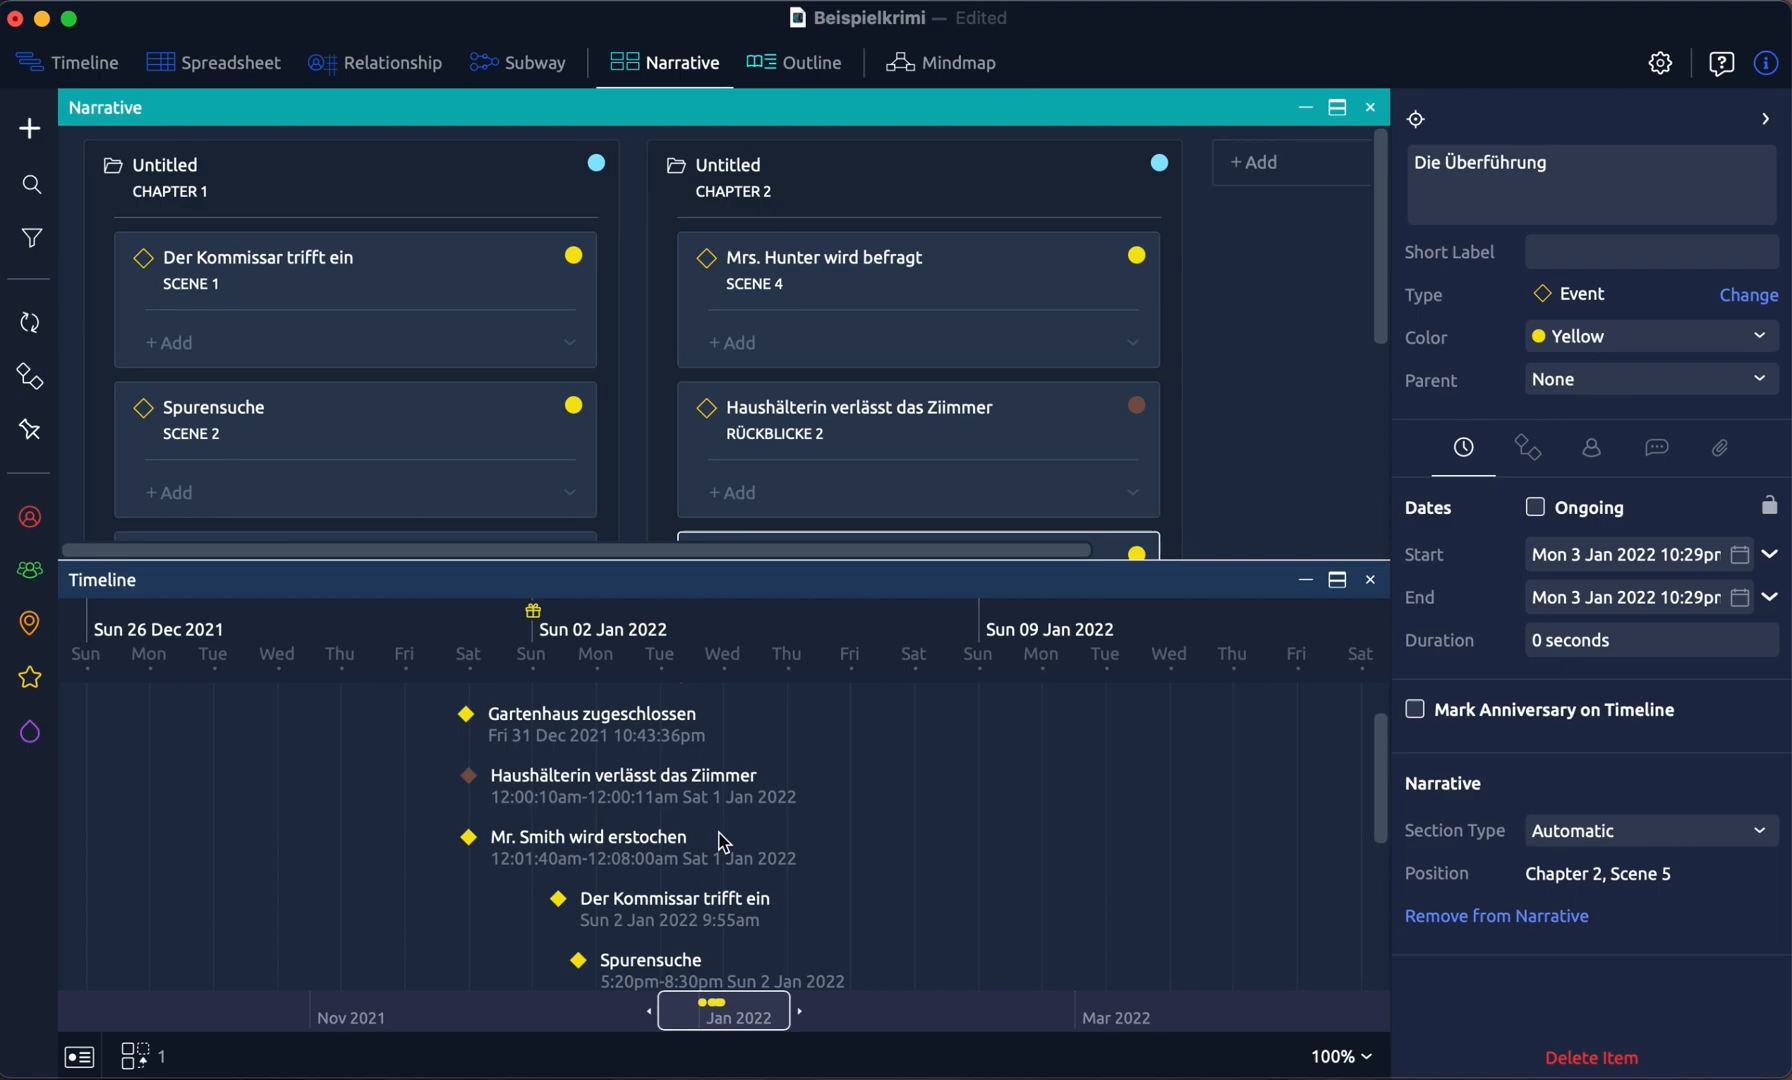 Beispielkrimi — Edited
Timeline Spreadsheet Relationship Subway Narrative Outline Mindmap
Narrative
Untitled
CHAPTER 1
Der Kommissar trifft ein
SCENE 1
+ Add
Spurensuche
SCENE 2
+ Add
Untitled
CHAPTER 2
Mrs. Hunter wird befragt
SCENE 4
+ Add
Haushälterin verlässt das Ziimmer
RÜCKBLICKE 2
+ Add
+ Add
Timeline
Sun 26 Dec 2021 Sun 02 Jan 2022 Sun 09 Jan 2022
Sun Mon Tue Wed Thu Fri Sat Sun Mon Tue Wed Thu Fri Sat Sun Mon Tue Wed Thu Fri Sat
Gartenhaus zugeschlossen
Fri 31 Dec 2021 10:43:36pm
Haushälterin verlässt das Ziimmer
12:00:10am-12:00:11am Sat 1 Jan 2022
Mr. Smith wird erstochen
12:01:40am-12:08:00am Sat 1 Jan 2022
Der Kommissar trifft ein
Sun 2 Jan 2022 9:55am
Spurensuche
5:20pm-8:30pm Sun 2 Jan 2022
Nov 2021 Jan 2022 Mar 2022
1
100%
Die Überführung
Short Label
Type Event Change
Color Yellow
Parent None
Dates Ongoing
Start Mon 3 Jan 2022 10:29pr
End Mon 3 Jan 2022 10:29pr
Duration 0 seconds
Mark Anniversary on Timeline
Narrative
Section Type Automatic
Position Chapter 2, Scene 5
Remove from Narrative
Delete Item